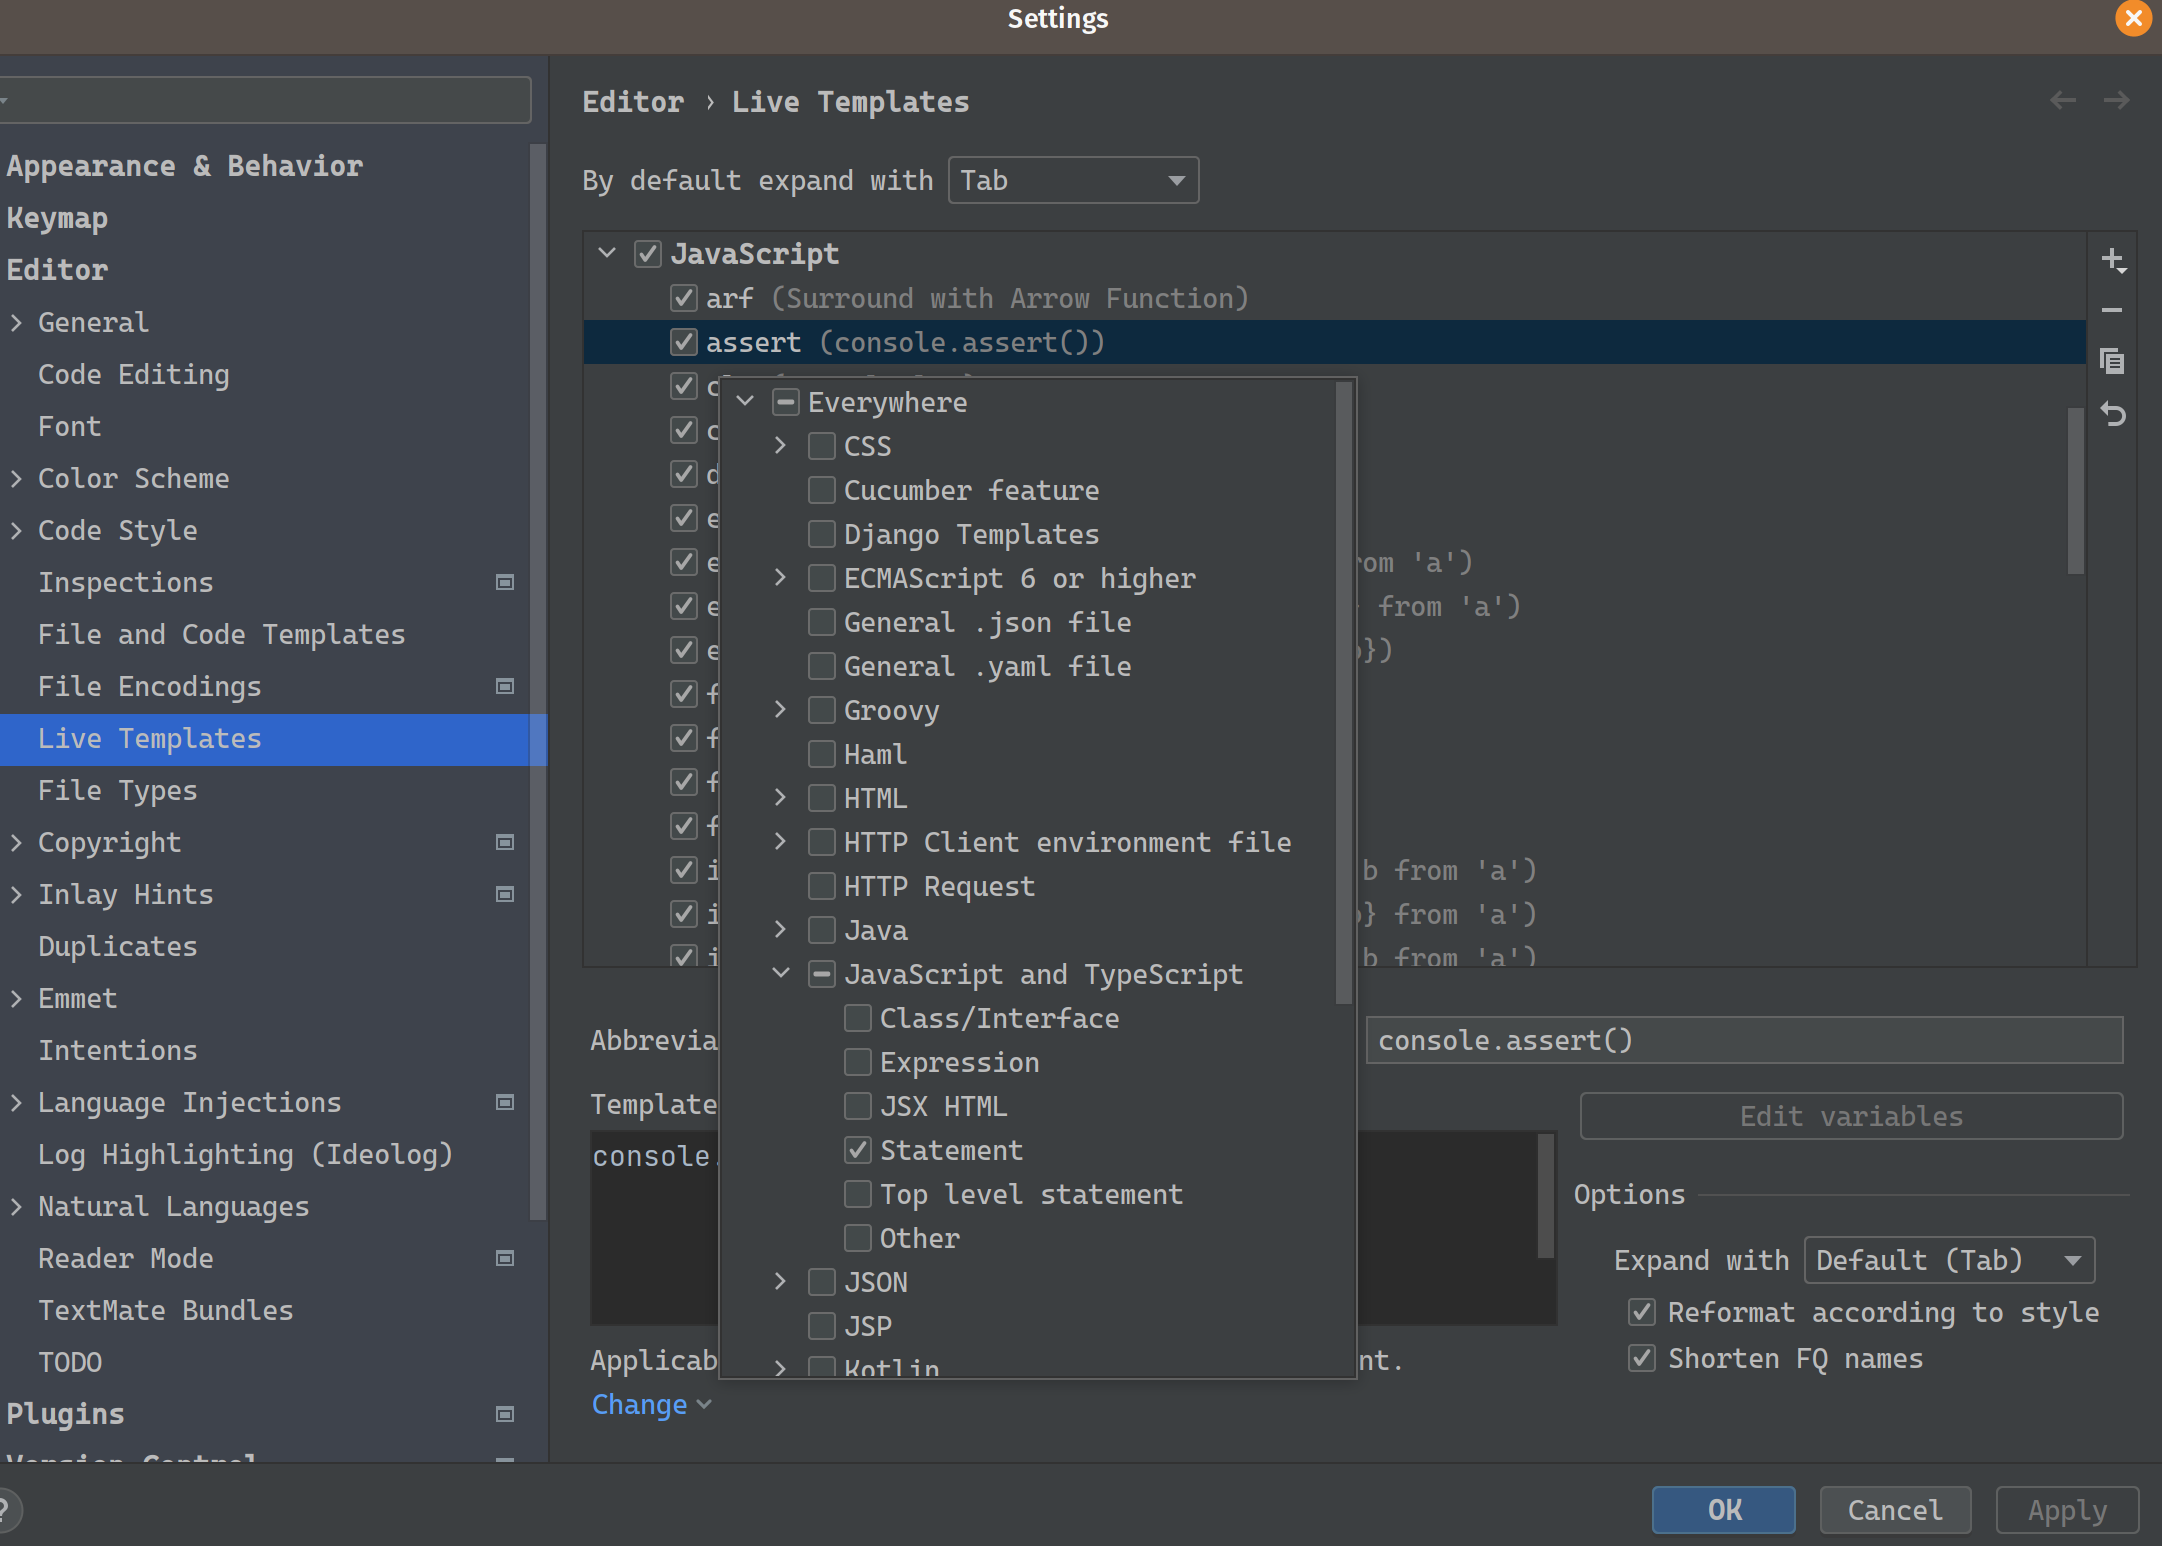 Settings
Appearance & Behavior
Keymap
Editor
General
Code Editing
Font
Color Scheme
Code Style
Inspections
File and Code Templates
File Encodings
Live Templates
File Types
Copyright
Inlay Hints
Duplicates
Emmet
Intentions
Language Injections
Log Highlighting (Ideolog)
Natural Languages
Reader Mode
TextMate Bundles
TODO
Plugins
Version Control
?
Editor › Live Templates
By default expand with Tab
JavaScript
arf (Surround with Arrow Function)
assert (console.assert())
from 'a')
from 'a')
})
b from 'a')
} from 'a')
b from 'a')
Everywhere
CSS
Cucumber feature
Django Templates
ECMAScript 6 or higher
General .json file
General .yaml file
Groovy
Haml
HTML
HTTP Client environment file
HTTP Request
Java
JavaScript and TypeScript
Class/Interface
Expression
JSX HTML
Statement
Top level statement
Other
JSON
JSP
Kotlin
Abbrevia
console.assert()
Template
Edit variables
console.
Options
Expand with Default (Tab)
Reformat according to style
Shorten FQ names
Applicab
nt.
Change
OK Cancel Apply